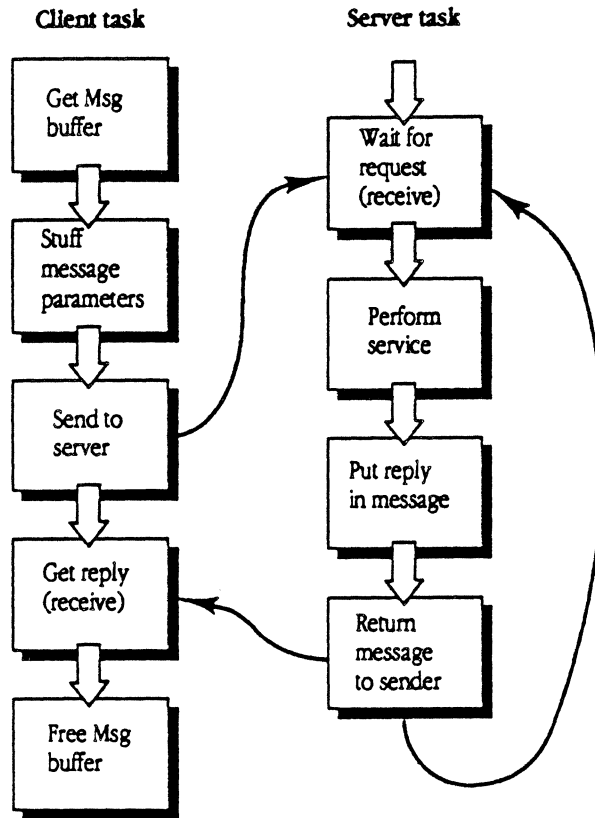 Client task
Get Msg
buffer
Stuff
message
parameters
Send to
server
Get reply
(receive)
Free Msg
buffer
Server task
Wait for
request
(receive)
Perform
service
Put reply
in message
Return
message
to sender